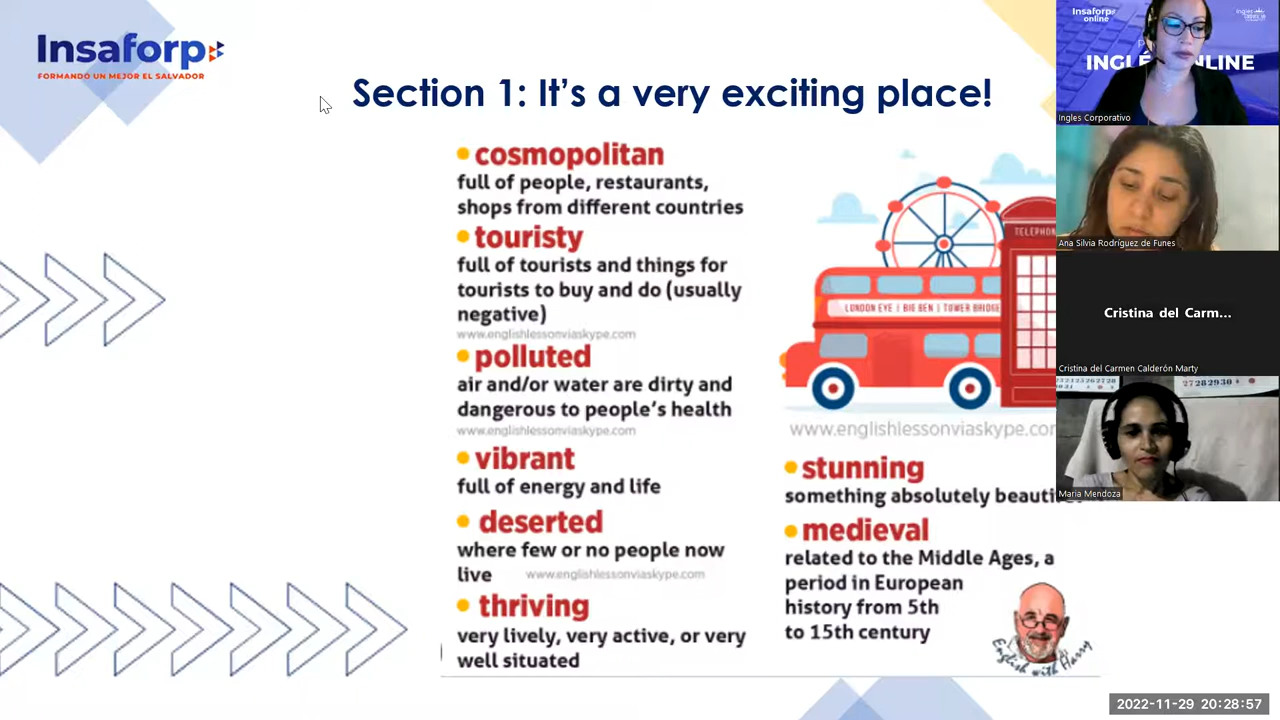 Insaforp
FORMANDO UN MEJOR EL SALVADOR
Section 1: It's a very exciting place!
cosmopolitan
full of people, restaurants,
shops from different countries
touristy
full of tourists and things for
tourists to buy and do (usually
negative)
www.englishlessonviaskype.com
polluted
air and/or water are dirty and
dangerous to people's health
www.englishlessonviaskype.com
vibrant
full of energy and life
deserted
where few or no people now
live www.englishlessonviaskype.com
thriving
very lively, very active, or very
well situated
TELEPHON
LONDON EYE | BIG BEN | TOWER BRIDGE
www.englishlessonviaskype.com
stunning
something absolutely beauti
medieval
related to the Middle Ages, a
period in European
history from 5th
to 15th century
English with Harry
Insaforp
online
INGLÉ ONLINE
Ingles Corporativo
Ana Silvia Rodríguez de Funes
Cristina del Carm...
Cristina del Carmen Calderón Marty
27282930
Maria Mendoza
2022-11-29 20:28:57